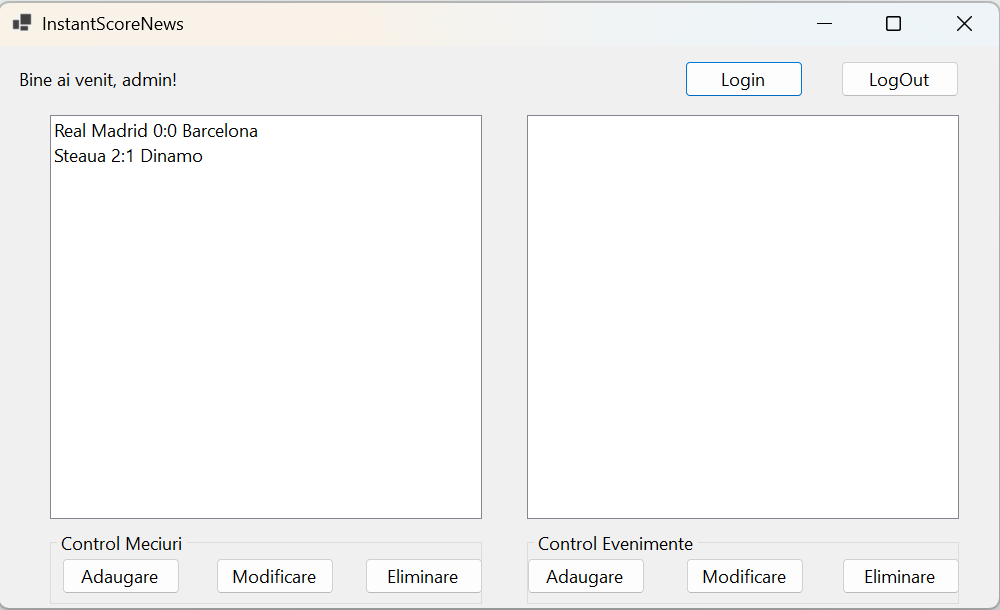 InstantScoreNews
Bine ai venit, admin!
Login
LogOut
Real Madrid 0:0 Barcelona
Steaua 2:1 Dinamo
Control Meciuri
Adaugare
Modificare
Eliminare
Control Evenimente
Adaugare
Modificare
Eliminare